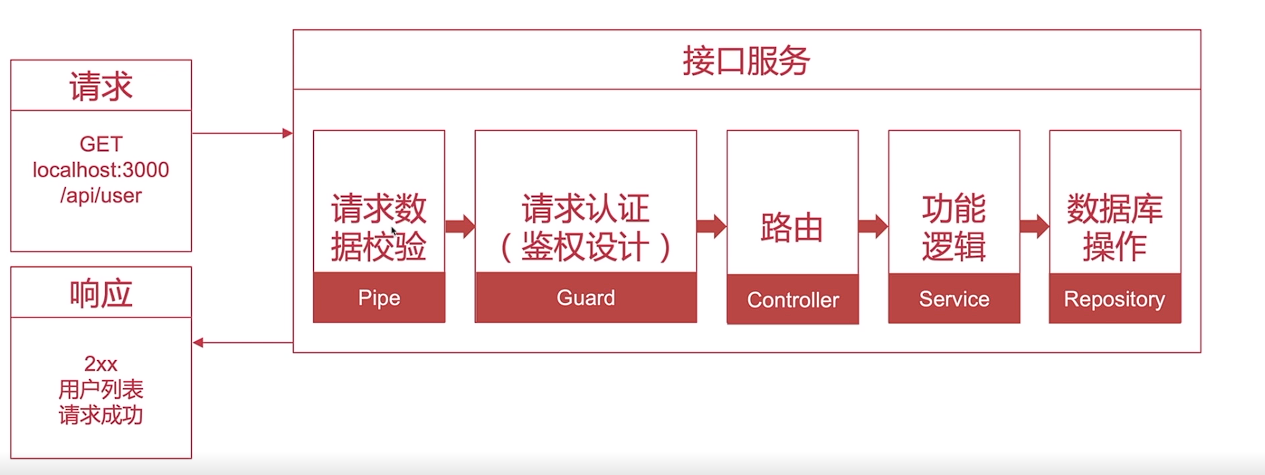 请求
GET
localhost:3000
/api/user
响应
2xx
用户列表
请求成功
接口服务
请求数
据校验
Pipe
请求认证
（鉴权设计）
Guard
路由
Controller
功能
逻辑
Service
数据库
操作
Repository